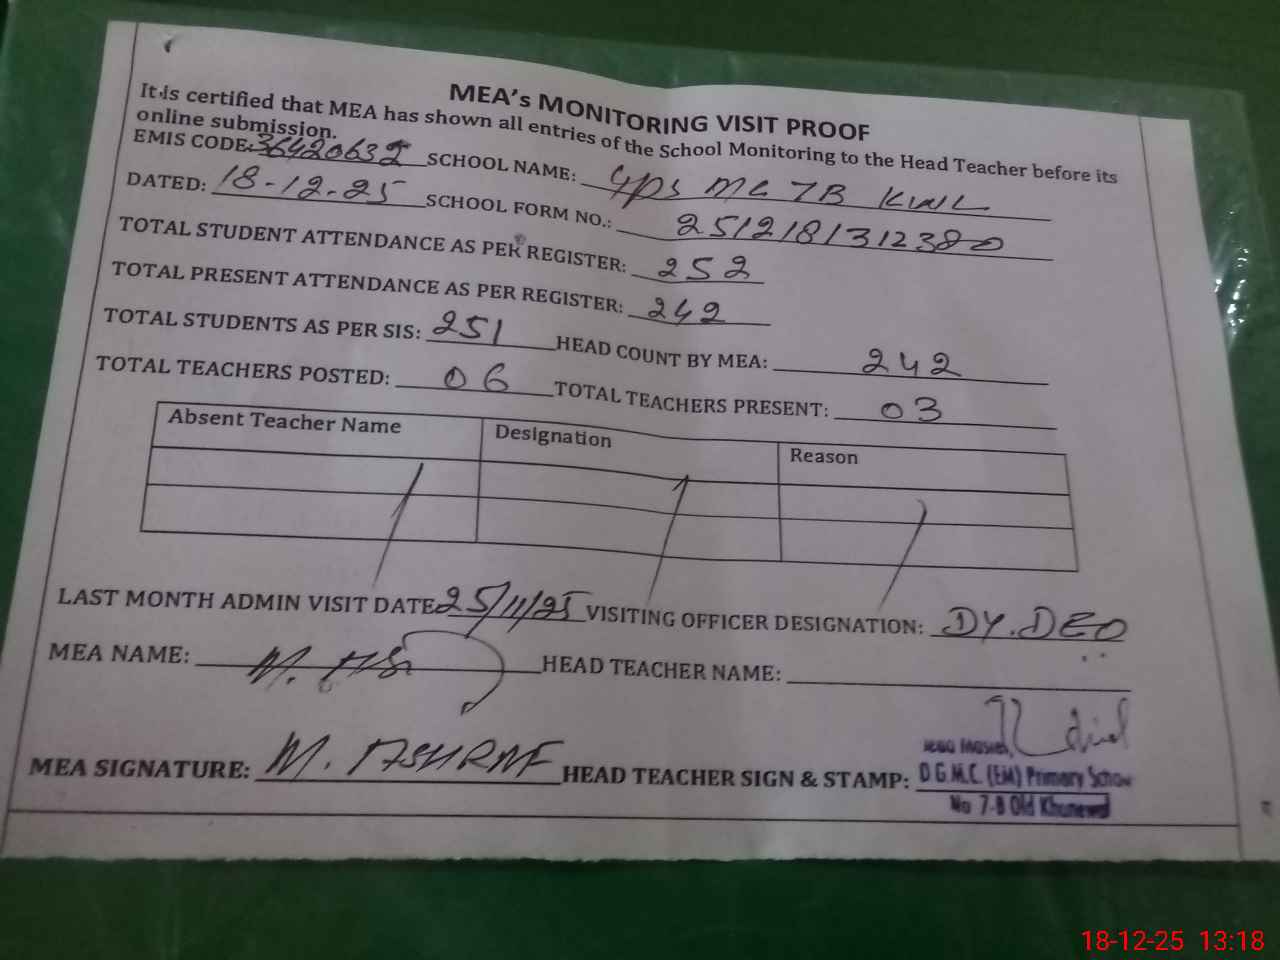 MEA's MONITORING VISIT PROOF
It is certified that MEA has shown all entries of the School Monitoring to the Head Teacher before its
online submission.
EMIS CODE: 36420632 SCHOOL NAME: GPS MC 7B KWL
DATED: 18-12-25 SCHOOL FORM NO.: 2512181312380
TOTAL STUDENT ATTENDANCE AS PER REGISTER: 252
TOTAL PRESENT ATTENDANCE AS PER REGISTER: 242
TOTAL STUDENTS AS PER SIS: 251 HEAD COUNT BY MEA: 242
TOTAL TEACHERS POSTED: 06 TOTAL TEACHERS PRESENT: 03
Absent Teacher Name Designation Reason
LAST MONTH ADMIN VISIT DATE 25/11/25 VISITING OFFICER DESIGNATION: DY.DEO
MEA NAME: M. HEAD TEACHER NAME:
MEA SIGNATURE: M. ASHRAF HEAD TEACHER SIGN & STAMP:
(EM) Primary School
No 7-B Old Khanewal
18-12-25 13:18